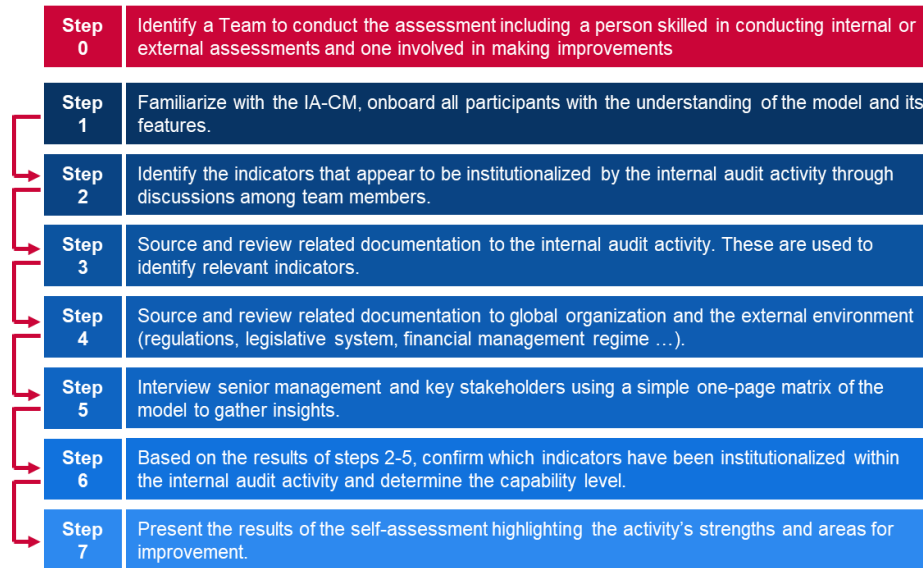 Step
0
Identify a Team to conduct the assessment including a person skilled in conducting internal or
external assessments and one involved in making improvements
Step
1
Familiarize with the IA-CM, onboard all participants with the understanding of the model and its
features.
Step
2
Identify the indicators that appear to be institutionalized by the internal audit activity through
discussions among team members.
Step
3
Source and review related documentation to the internal audit activity. These are used to
identify relevant indicators.
Step
4
Source and review related documentation to global organization and the external environment
(regulations, legislative system, financial management regime …).
Step
5
Interview senior management and key stakeholders using a simple one-page matrix of the
model to gather insights.
Step
6
Based on the results of steps 2-5, confirm which indicators have been institutionalized within
the internal audit activity and determine the capability level.
Step
7
Present the results of the self-assessment highlighting the activity's strengths and areas for
improvement.